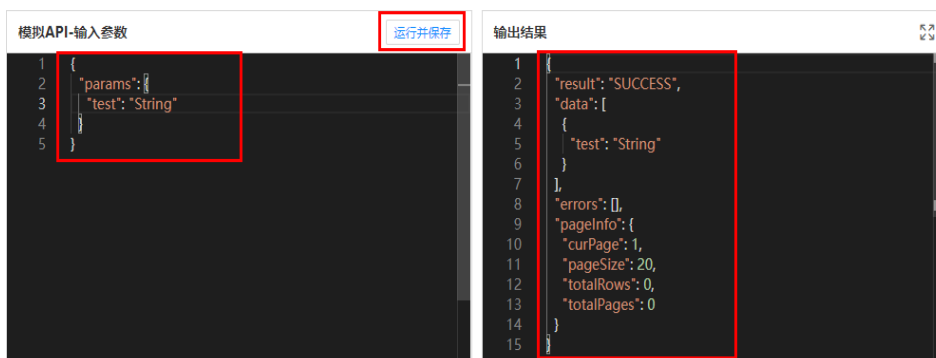 模拟API-输入参数
运行并保存
1 {
2 "params": {
3 "test": "String"
4 }
5 }
输出结果
1 {
2 "result": "SUCCESS",
3 "data": [
4 {
5 "test": "String"
6 }
7 ],
8 "errors": [],
9 "pageInfo": {
10 "curPage": 1,
11 "pageSize": 20,
12 "totalRows": 0,
13 "totalPages": 0
14 }
15 }